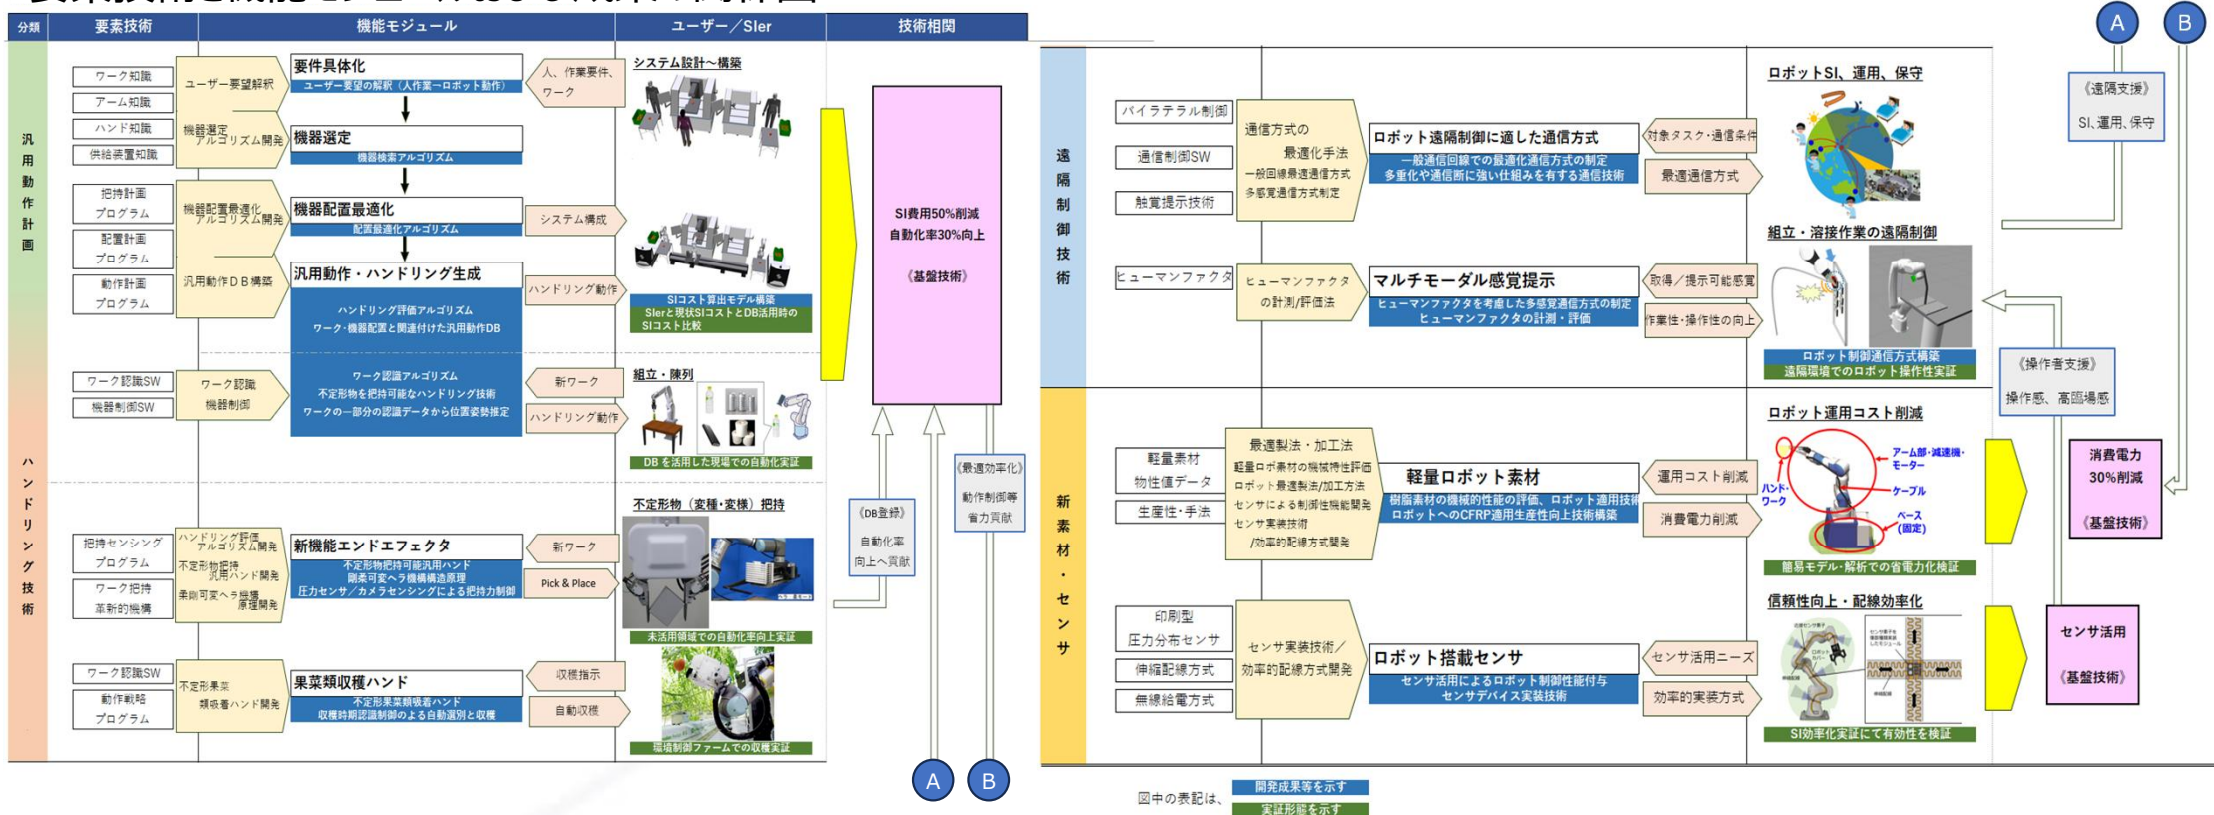 分類
要素技術
機能モジュール
ユーザー／SIer
技術相関
汎用動作計画
ワーク知識
アーム知識
ハンド知識
供給装置知識
ユーザー要望解釈
機器選定
アルゴリズム開発
要件具体化
ユーザー要望の解釈（人作業→ロボット動作）
機器選定
機器検索アルゴリズム
人、作業要件、
ワーク
システム設計～構築
把持計画
プログラム
配置計画
プログラム
動作計画
プログラム
機器配置最適化
アルゴリズム開発
汎用動作ＤＢ構築
機器配置最適化
配置最適化アルゴリズム
汎用動作・ハンドリング生成
ハンドリング評価アルゴリズム
ワーク・機器配置と関連付けた汎用動作DB
システム構成
ハンドリング動作
SIコスト算出モデル構築
SIerと現状SIコストとDB活用時の
SIコスト比較
ハンドリング技術
ワーク認識SW
機器制御SW
ワーク認識
機器制御
ワーク認識アルゴリズム
不定形物を把持可能なハンドリング技術
ワークの一部分の認識データから位置姿勢推定
新ワーク
ハンドリング動作
組立・陳列
DB を活用した現場での自動化実証
把持センシング
プログラム
ワーク把持
革新的機構
ハンドリング評価
アルゴリズム開発
不定形物把持
汎用ハンド開発
柔剛可変ヘラ機構
原理開発
新機能エンドエフェクタ
不定形物把持可能汎用ハンド
剛柔可変ヘラ機構構造原理
圧力センサ／カメラセンシングによる把持力制御
新ワーク
Pick & Place
不定形物（変種・変様）把持
未活用領域での自動化率向上実証
ワーク認識SW
動作戦略
プログラム
不定形果菜
類吸着ハンド開発
果菜類収穫ハンド
不定形果菜類吸着ハンド
収穫時期認識制御のよる自動選別と収穫
収穫指示
自動収穫
環境制御ファームでの収穫実証
SI費用50%削減
自動化率30%向上
《基盤技術》
《DB登録》
自動化率
向上へ貢献
《最適効率化》
動作制御等
省力貢献
A
B
遠隔制御技術
バイラテラル制御
通信制御SW
触覚提示技術
通信方式の
最適化手法
一般回線最適通信方式
多感覚通信方式制定
ロボット遠隔制御に適した通信方式
一般通信回線での最適化通信方式の制定
多重化や通信断に強い仕組みを有する通信技術
対象タスク・通信条件
最適通信方式
ロボットSI、運用、保守
ヒューマンファクタ
ヒューマンファクタ
の計測/評価法
マルチモーダル感覚提示
ヒューマンファクタを考慮した多感覚通信方式の制定
ヒューマンファクタの計測・評価
取得／提示可能感覚
作業性・操作性の向上
組立・溶接作業の遠隔制御
ロボット制御通信方式構築
遠隔環境でのロボット操作性実証
新素材・センサ
軽量素材
物性値データ
生産性・手法
最適製法・加工法
軽量ロボ素材の機械特性評価
ロボット最適製法/加工方法
センサによる制御性機能開発
センサ実装技術
/効率的配線方式開発
軽量ロボット素材
樹脂素材の機械的性能の評価、ロボット適用技術
ロボットへのCFRP適用生産性向上技術構築
運用コスト削減
消費電力削減
ロボット運用コスト削減
アーム部・減速機・
モーター
ハンド・
ワーク
ケーブル
ベース
(固定)
簡易モデル・解析での省電力化検証
印刷型
圧力分布センサ
伸縮配線方式
無線給電方式
センサ実装技術／
効率的配線方式開発
ロボット搭載センサ
センサ活用によるロボット制御性能付与
センサデバイス実装技術
センサ活用ニーズ
効率的実装方式
信頼性向上・配線効率化
SI効率化実証にて有効性を検証
A
B
《遠隔支援》
SI、運用、保守
《操作者支援》
操作感、高臨場感
消費電力
30%削減
《基盤技術》
センサ活用
《基盤技術》
図中の表記は、
開発成果等を示す
実証形態を示す